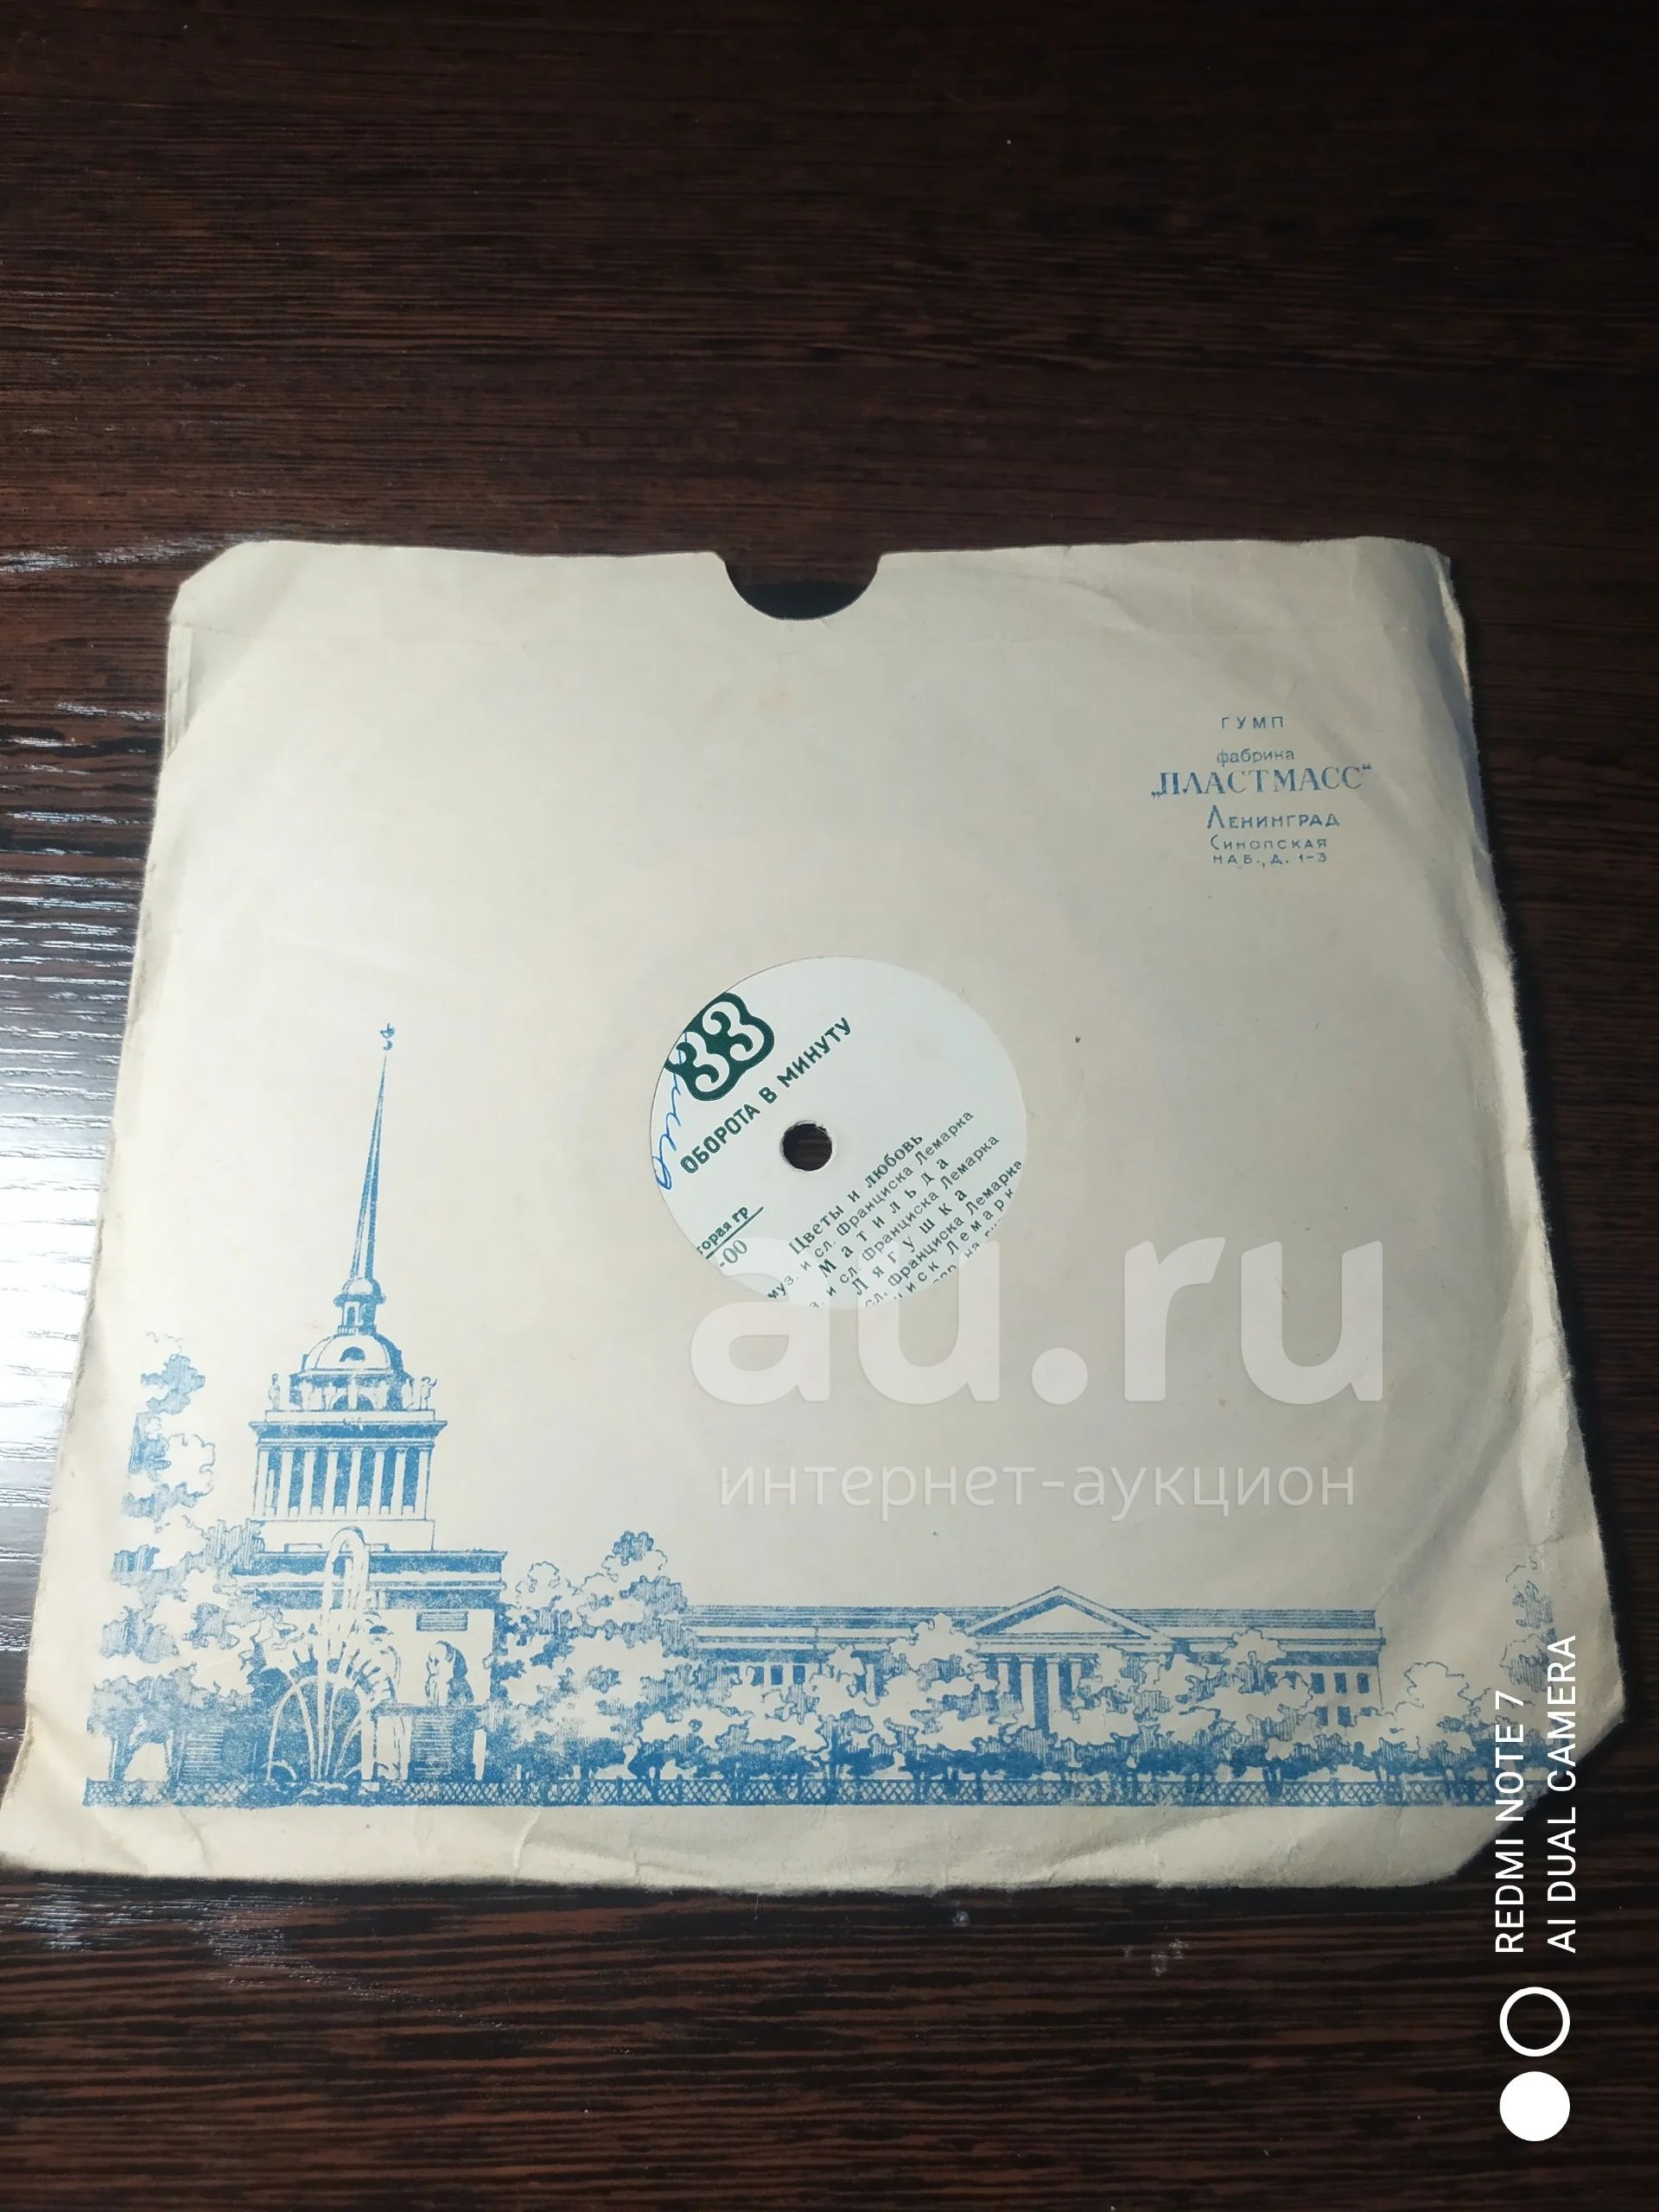 ГУМП
фабрика
„ПЛАСТМАСС“
ЛЕНИНГРАД
СИНОПСКАЯ
НАБ., Д. 1-3
33
ОБОРОТА В МИНУТУ
-00
Цветы и любовь
муз. и сл. Франциска Лемарка
Матильда
и сл. Франциска Лемарка
Лягушка
сл. Франциска Лемарка
au.ru
интернет-аукцион
REDMI NOTE 7
AI DUAL CAMERA